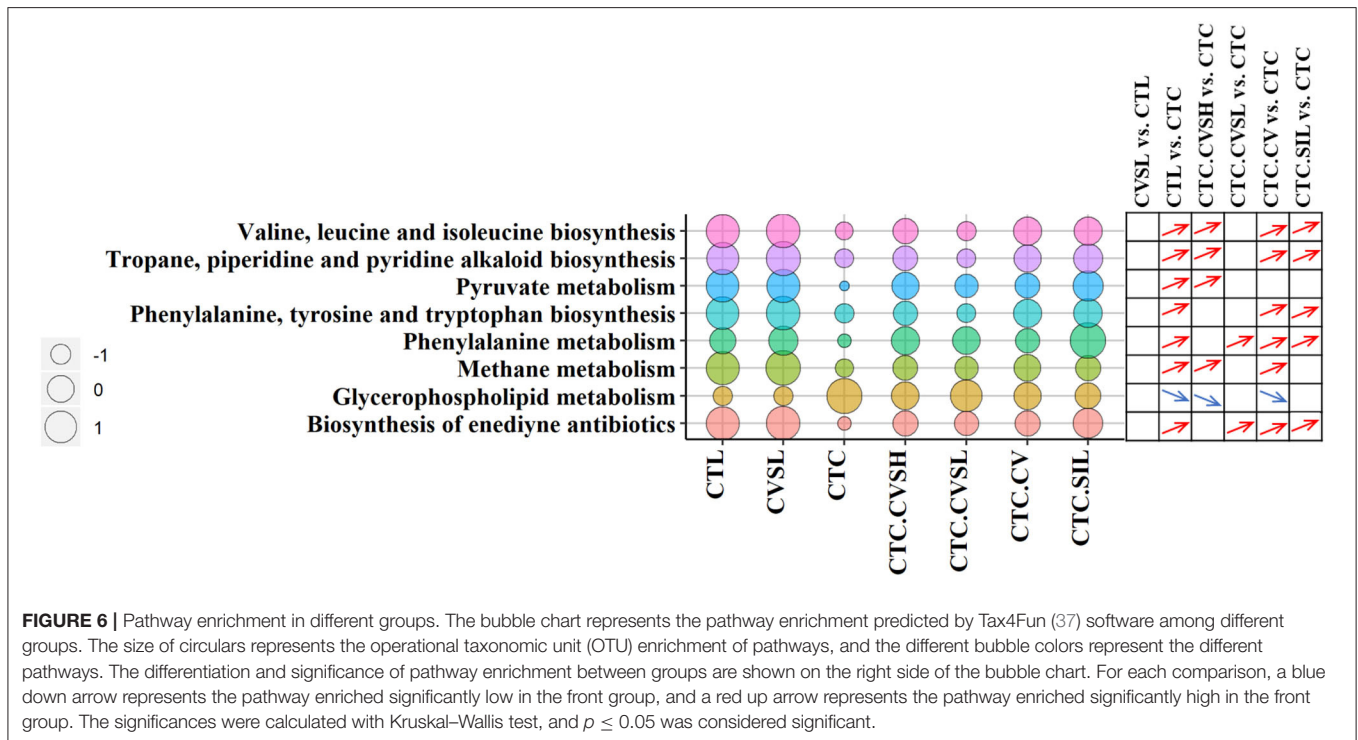 CVSL vs. CTL
CTL vs. CTC
CTC.CVSH vs. CTC
CTC.CVSL vs. CTC
CTC.CV vs. CTC
CTC.SIL vs. CTC
Valine, leucine and isoleucine biosynthesis
Tropane, piperidine and pyridine alkaloid biosynthesis
Pyruvate metabolism
Phenylalanine, tyrosine and tryptophan biosynthesis
Phenylalanine metabolism
Methane metabolism
Glycerophospholipid metabolism
Biosynthesis of enediyne antibiotics
-1
0
1
CTL
CVSL
CTC
CTC.CVSH
CTC.CVSL
CTC.CV
CTC.SIL
FIGURE 6 | Pathway enrichment in different groups. The bubble chart represents the pathway enrichment predicted by Tax4Fun (37) software among different
groups. The size of circulars represents the operational taxonomic unit (OTU) enrichment of pathways, and the different bubble colors represent the different
pathways. The differentiation and significance of pathway enrichment between groups are shown on the right side of the bubble chart. For each comparison, a blue
down arrow represents the pathway enriched significantly low in the front group, and a red up arrow represents the pathway enriched significantly high in the front
group. The significances were calculated with Kruskal–Wallis test, and p ≤ 0.05 was considered significant.